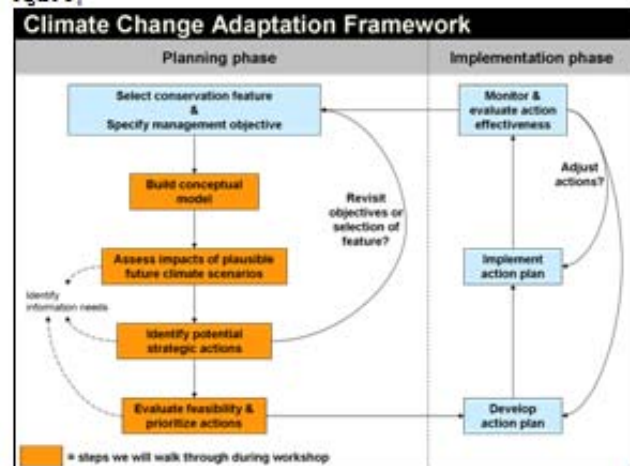 Climate Change Adaptation Framework
Planning phase
Implementation phase
Select conservation feature
&
Specify management objective
Build conceptual
model
Assess impacts of plausible
future climate scenarios
Identify potential
strategic actions
Evaluate feasibility &
prioritize actions
Identify
information needs
Revisit
objectives or
selection of
feature?
Monitor &
evaluate action
effectiveness
Adjust
actions?
Implement
action plan
Develop
action plan
= steps we will walk through during workshop